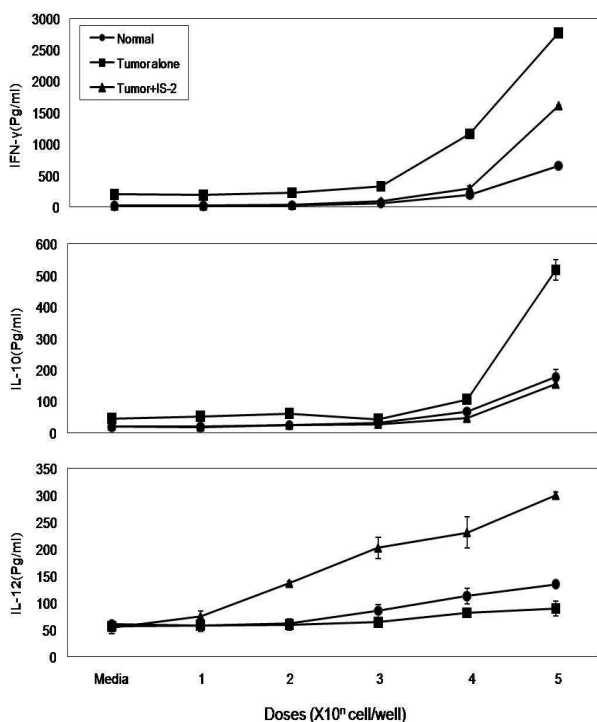 3000
2500
2000
1500
1000
500
0
IFN-γ(Pg/ml)
Normal
Tumor alone
Tumor+IS-2
600
500
400
300
200
100
0
IL-10(Pg/ml)
350
300
250
200
150
100
50
0
IL-12(Pg/ml)
Media 1 2 3 4 5
Doses (X10ⁿ cell/well)